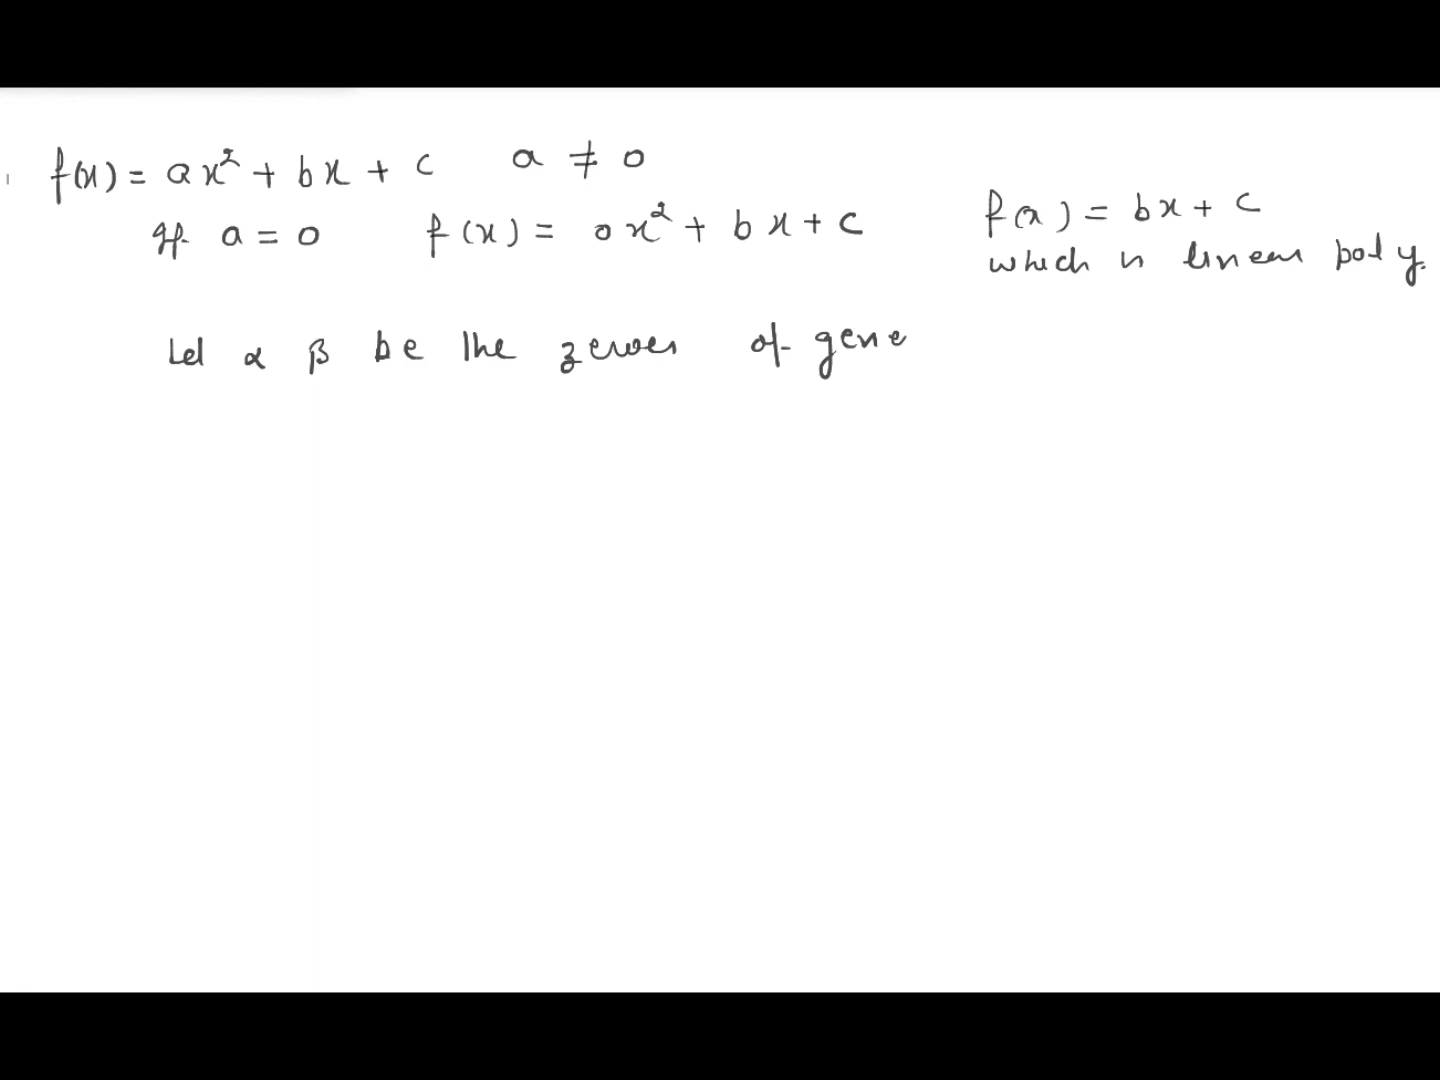 f(x) = ax² + bx + c a ≠ 0
If a = 0 f(x) = 0x² + bx + c f(x) = bx + c
which is linear poly.
Let α β be the zeroes of gene